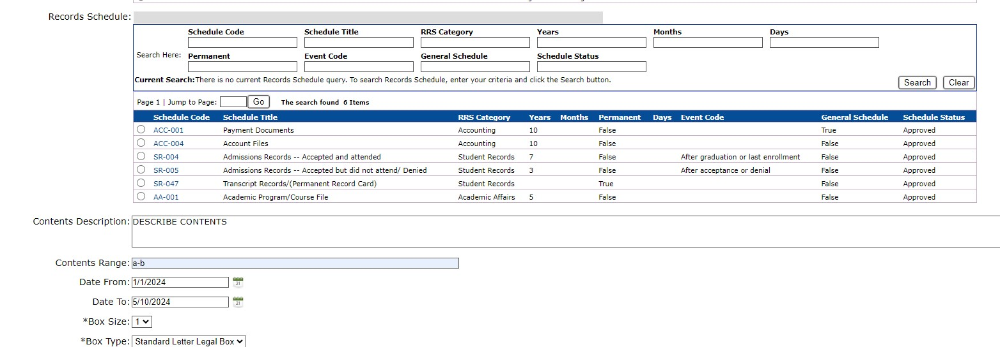 Records Schedule:
Schedule Code Schedule Title RRS Category Years Months Days
Search Here: Permanent Event Code General Schedule Schedule Status
Current Search:There is no current Records Schedule query. To search Records Schedule, enter your criteria and click the Search button.
Search Clear
Page 1 | Jump to Page: Go The search found 6 Items
Schedule Code Schedule Title RRS Category Years Months Permanent Days Event Code General Schedule Schedule Status
ACC-001 Payment Documents Accounting 10 False True Approved
ACC-004 Account Files Accounting 10 False False Approved
SR-004 Admissions Records -- Accepted and attended Student Records 7 False After graduation or last enrollment False Approved
SR-005 Admissions Records -- Accepted but did not attend/ Denied Student Records 3 False After acceptance or denial False Approved
SR-047 Transcript Records/(Permanent Record Card) Student Records True False Approved
AA-001 Academic Program/Course File Academic Affairs 5 False False Approved
Contents Description: DESCRIBE CONTENTS
Contents Range: a-b
Date From: 1/1/2024 21
Date To: 5/10/2024 21
*Box Size: 1
*Box Type: Standard Letter Legal Box